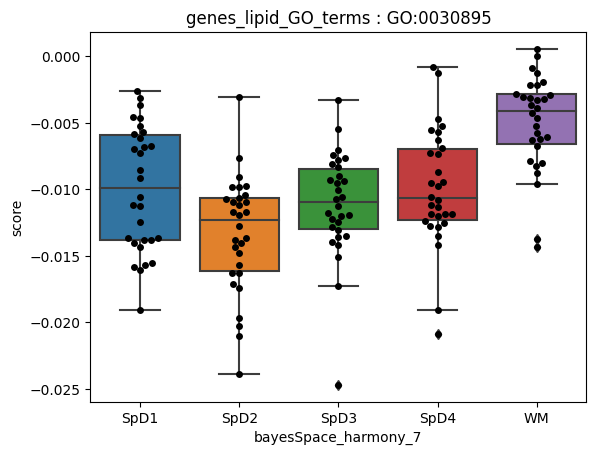 genes_lipid_GO_terms : GO:0030895
0.000
−0.005
−0.010
−0.015
−0.020
−0.025
score
SpD1 SpD2 SpD3 SpD4 WM
bayesSpace_harmony_7